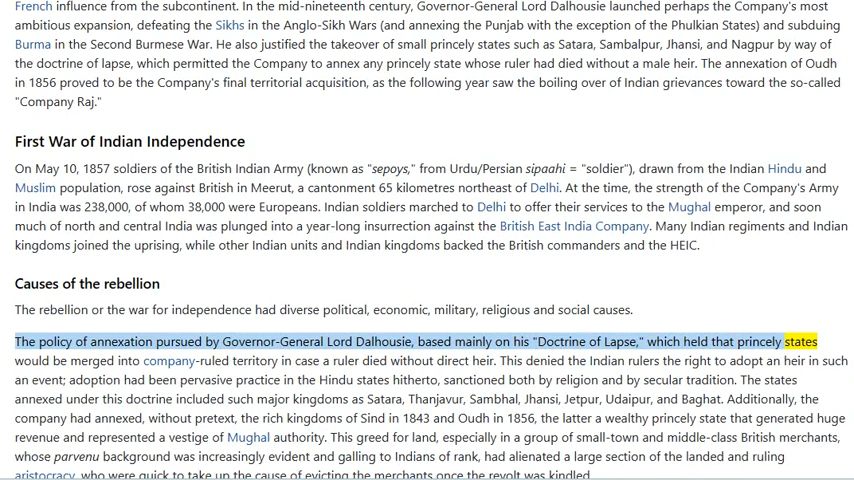 French influence from the subcontinent. In the mid-nineteenth century, Governor-General Lord Dalhousie launched perhaps the Company's most
ambitious expansion, defeating the Sikhs in the Anglo-Sikh Wars (and annexing the Punjab with the exception of the Phulkian States) and subduing
Burma in the Second Burmese War. He also justified the takeover of small princely states such as Satara, Sambalpur, Jhansi, and Nagpur by way of
the doctrine of lapse, which permitted the Company to annex any princely state whose ruler had died without a male heir. The annexation of Oudh
in 1856 proved to be the Company's final territorial acquisition, as the following year saw the boiling over of Indian grievances toward the so-called
"Company Raj."
First War of Indian Independence
On May 10, 1857 soldiers of the British Indian Army (known as "sepoys," from Urdu/Persian sipaahi = "soldier"), drawn from the Indian Hindu and
Muslim population, rose against British in Meerut, a cantonment 65 kilometres northeast of Delhi. At the time, the strength of the Company's Army
in India was 238,000, of whom 38,000 were Europeans. Indian soldiers marched to Delhi to offer their services to the Mughal emperor, and soon
much of north and central India was plunged into a year-long insurrection against the British East India Company. Many Indian regiments and Indian
kingdoms joined the uprising, while other Indian units and Indian kingdoms backed the British commanders and the HEIC.
Causes of the rebellion
The rebellion or the war for independence had diverse political, economic, military, religious and social causes.
The policy of annexation pursued by Governor-General Lord Dalhousie, based mainly on his "Doctrine of Lapse," which held that princely states
would be merged into company-ruled territory in case a ruler died without direct heir. This denied the Indian rulers the right to adopt an heir in such
an event; adoption had been pervasive practice in the Hindu states hitherto, sanctioned both by religion and by secular tradition. The states
annexed under this doctrine included such major kingdoms as Satara, Thanjavur, Sambhal, Jhansi, Jetpur, Udaipur, and Baghat. Additionally, the
company had annexed, without pretext, the rich kingdoms of Sind in 1843 and Oudh in 1856, the latter a wealthy princely state that generated huge
revenue and represented a vestige of Mughal authority. This greed for land, especially in a group of small-town and middle-class British merchants,
whose parvenu background was increasingly evident and galling to Indians of rank, had alienated a large section of the landed and ruling
aristocracy, who were quick to take up the cause of evicting the merchants once the revolt was kindled.